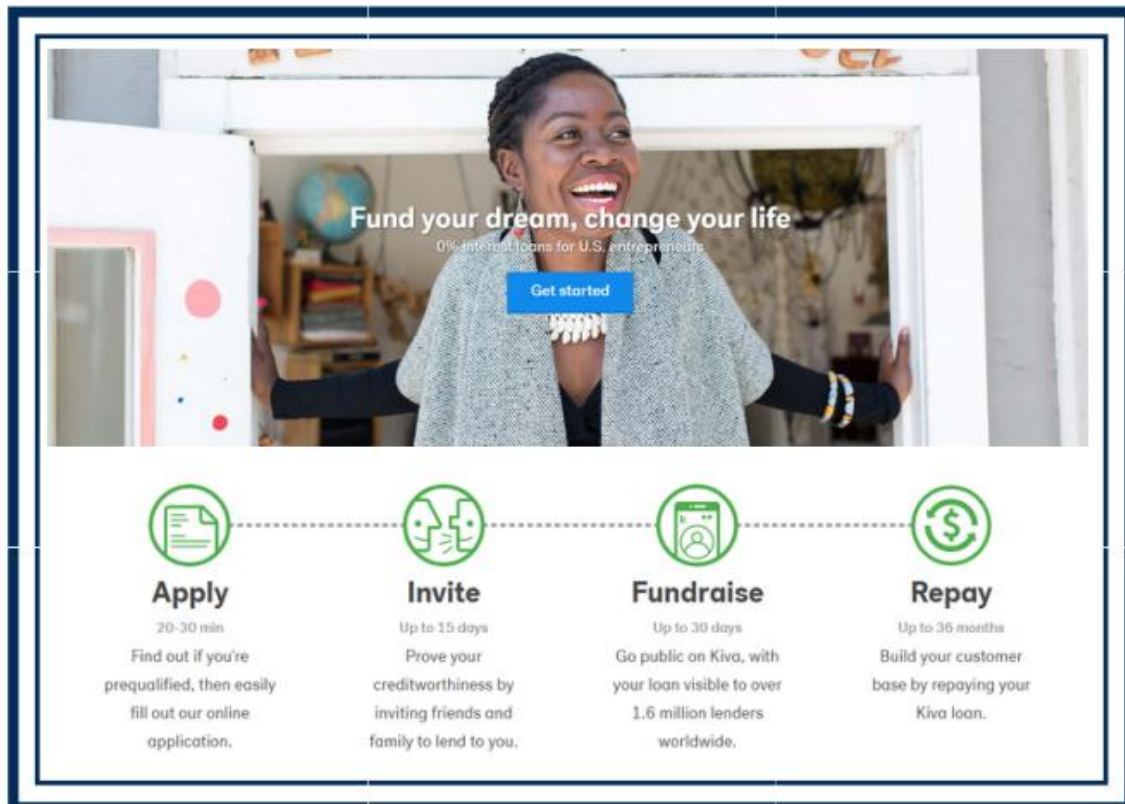 Fund your dream, change your life
0% interest loans for U.S. entrepreneurs
Get started
Apply
20-30 min
Find out if you're
prequalified, then easily
fill out our online
application.
Invite
Up to 15 days
Prove your
creditworthiness by
inviting friends and
family to lend to you.
Fundraise
Up to 30 days
Go public on Kiva, with
your loan visible to over
1.6 million lenders
worldwide.
Repay
Up to 36 months
Build your customer
base by repaying your
Kiva loan.